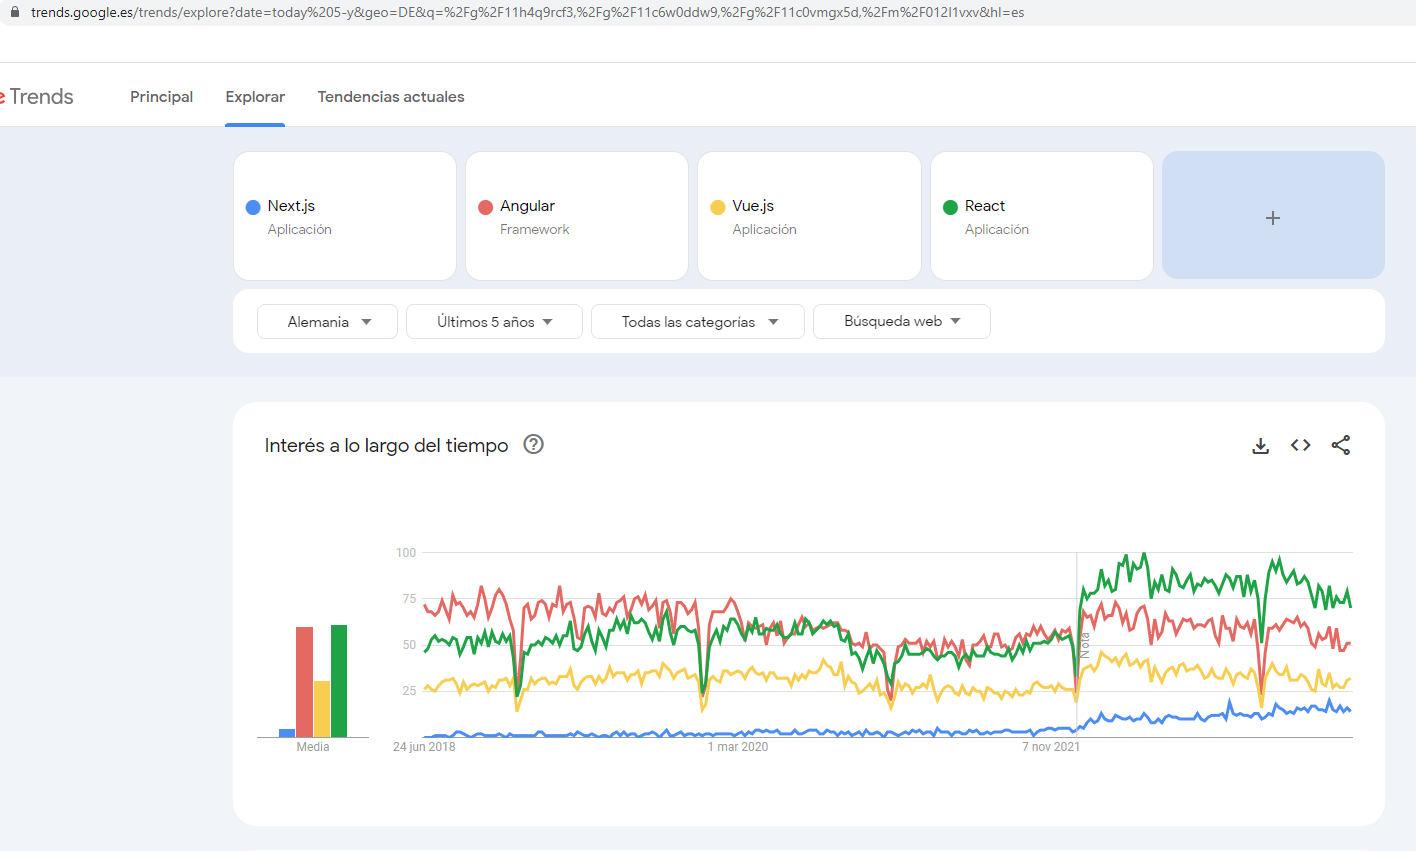 trends.google.es/trends/explore?date=today%205-y&geo=DE&q=%2Fg%2F11h4q9rcf3,%2Fg%2F11c6w0ddw9,%2Fg%2F11c0vmgx5d,%2Fm%2F012l1vxv&hl=es
e Trends Principal Explorar Tendencias actuales
Next.js
Aplicación
Angular
Framework
Vue.js
Aplicación
React
Aplicación
+
Alemania Últimos 5 años Todas las categorías Búsqueda web
Interés a lo largo del tiempo ?
100
75
50
25
Nota
Media
24 jun 2018 1 mar 2020 7 nov 2021